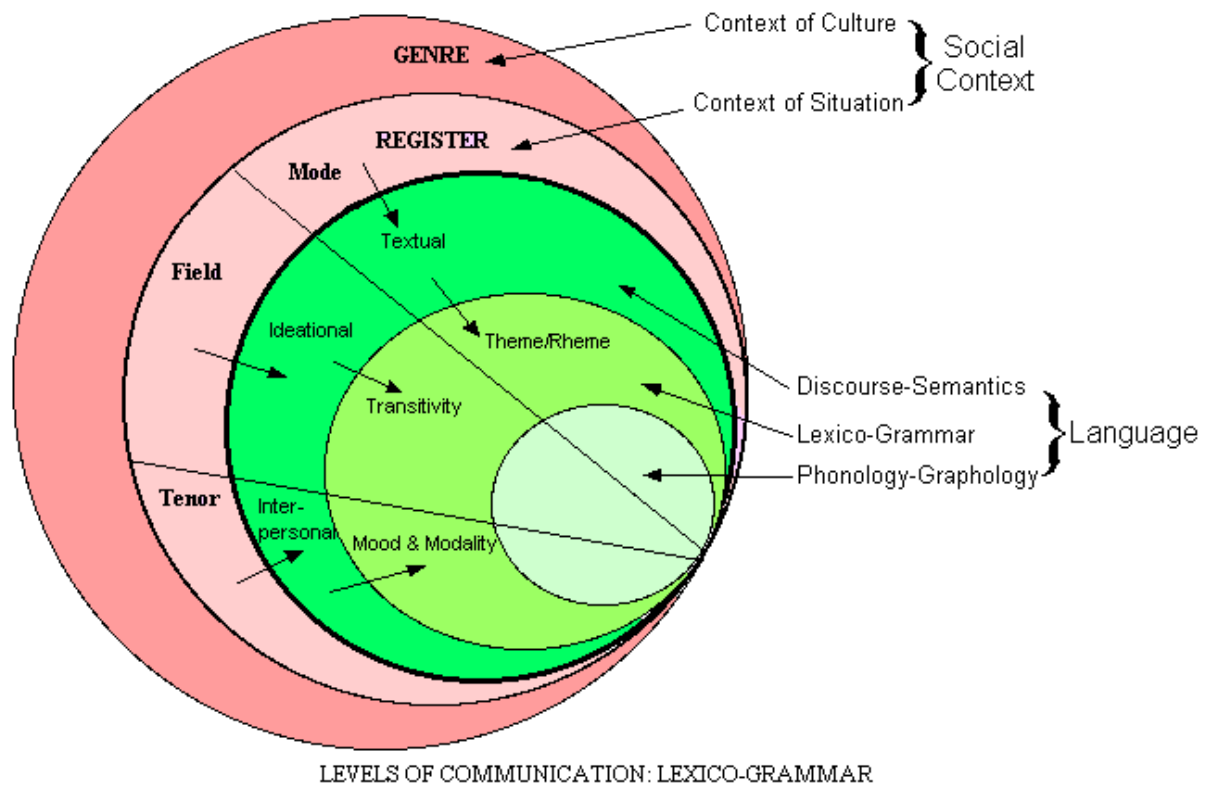 Context of Culture
Social
Context
GENRE
Context of Situation
REGISTER
Mode
Textual
Field
Ideational
Theme/Rheme
Transitivity
Discourse-Semantics
Lexico-Grammar
Language
Phonology-Graphology
Tenor
Inter-
personal
Mood & Modality
LEVELS OF COMMUNICATION: LEXICO-GRAMMAR